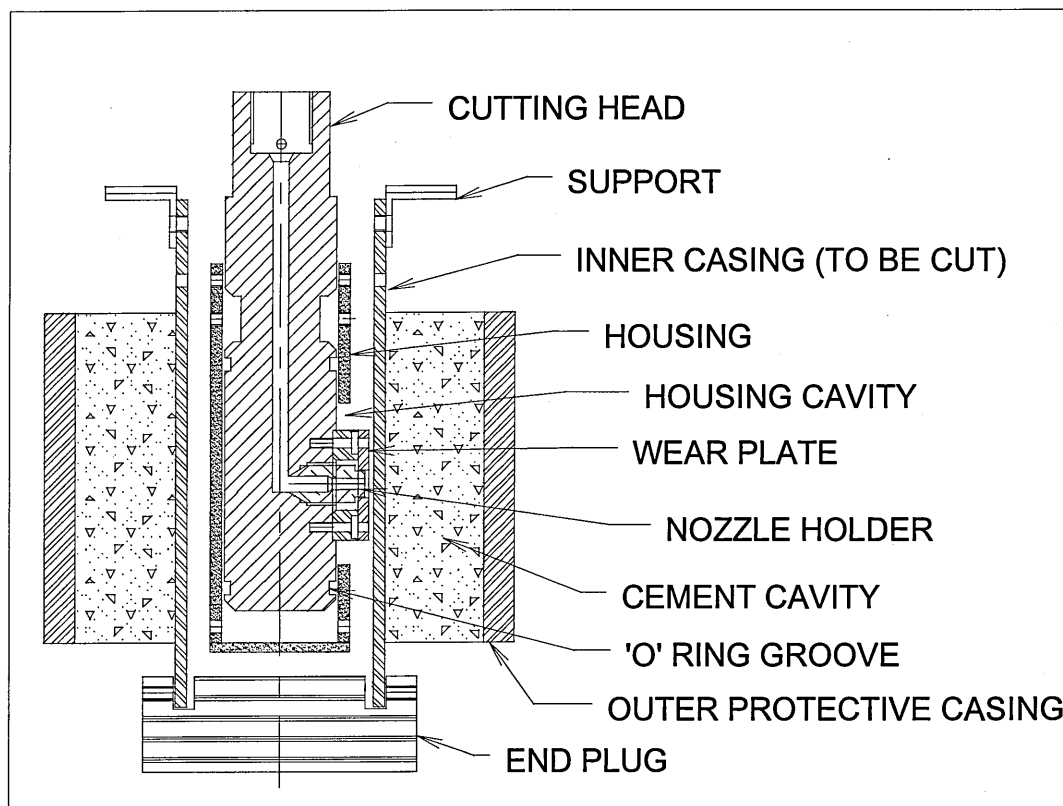 CUTTING HEAD
SUPPORT
INNER CASING (TO BE CUT)
HOUSING
HOUSING CAVITY
WEAR PLATE
NOZZLE HOLDER
CEMENT CAVITY
'O' RING GROOVE
OUTER PROTECTIVE CASING
END PLUG